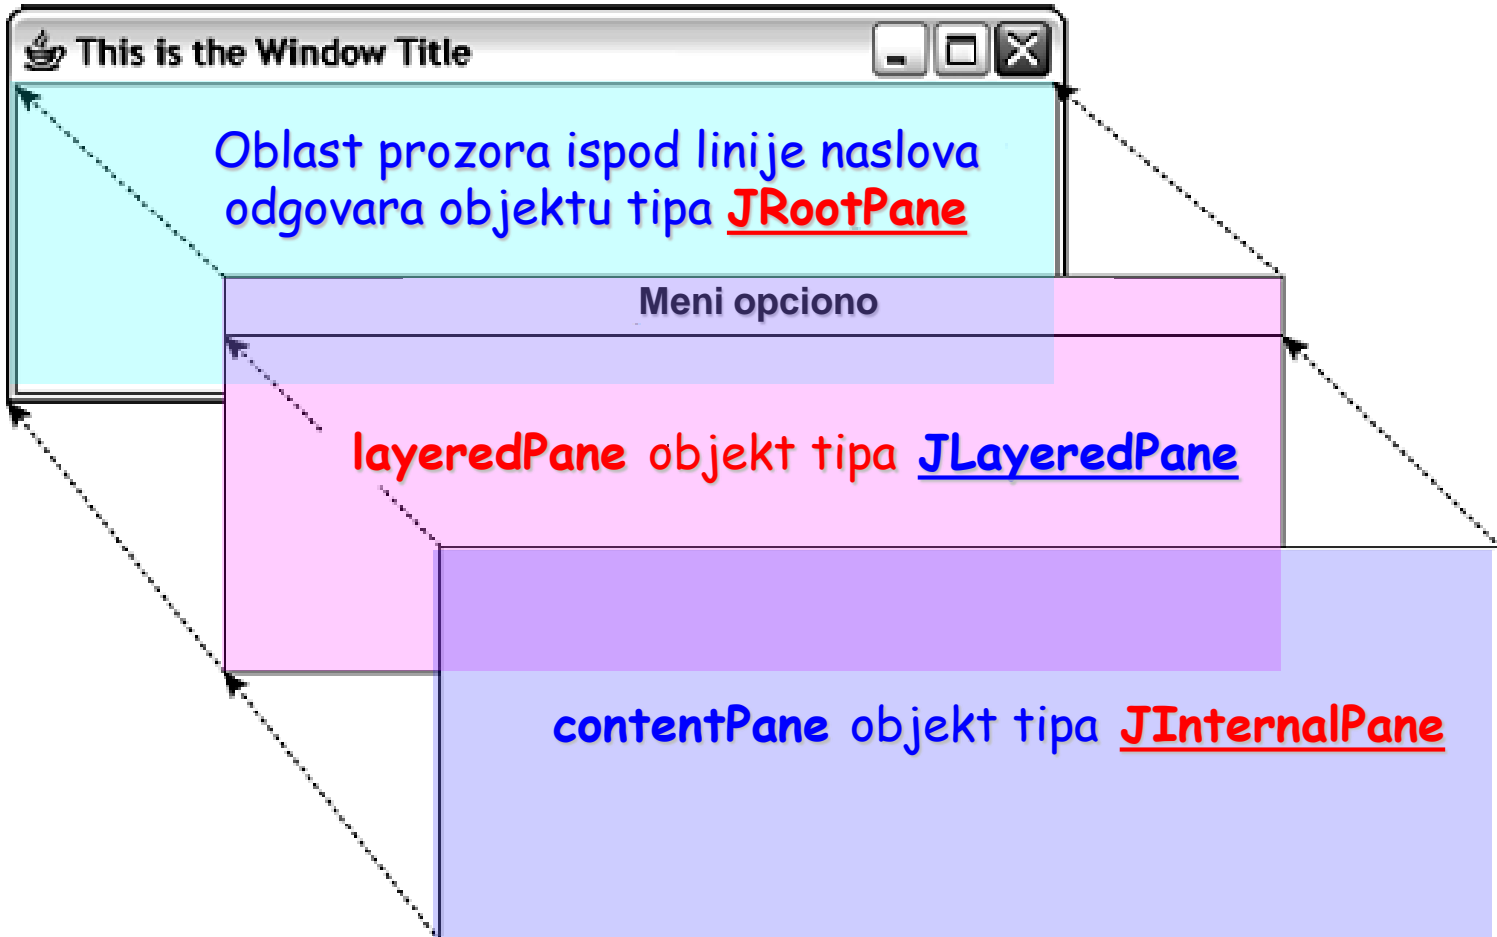 This is the Window Title
Oblast prozora ispod linije naslova
odgovara objektu tipa JRootPane
Meni opciono
layeredPane objekt tipa JLayeredPane
contentPane objekt tipa JInternalPane